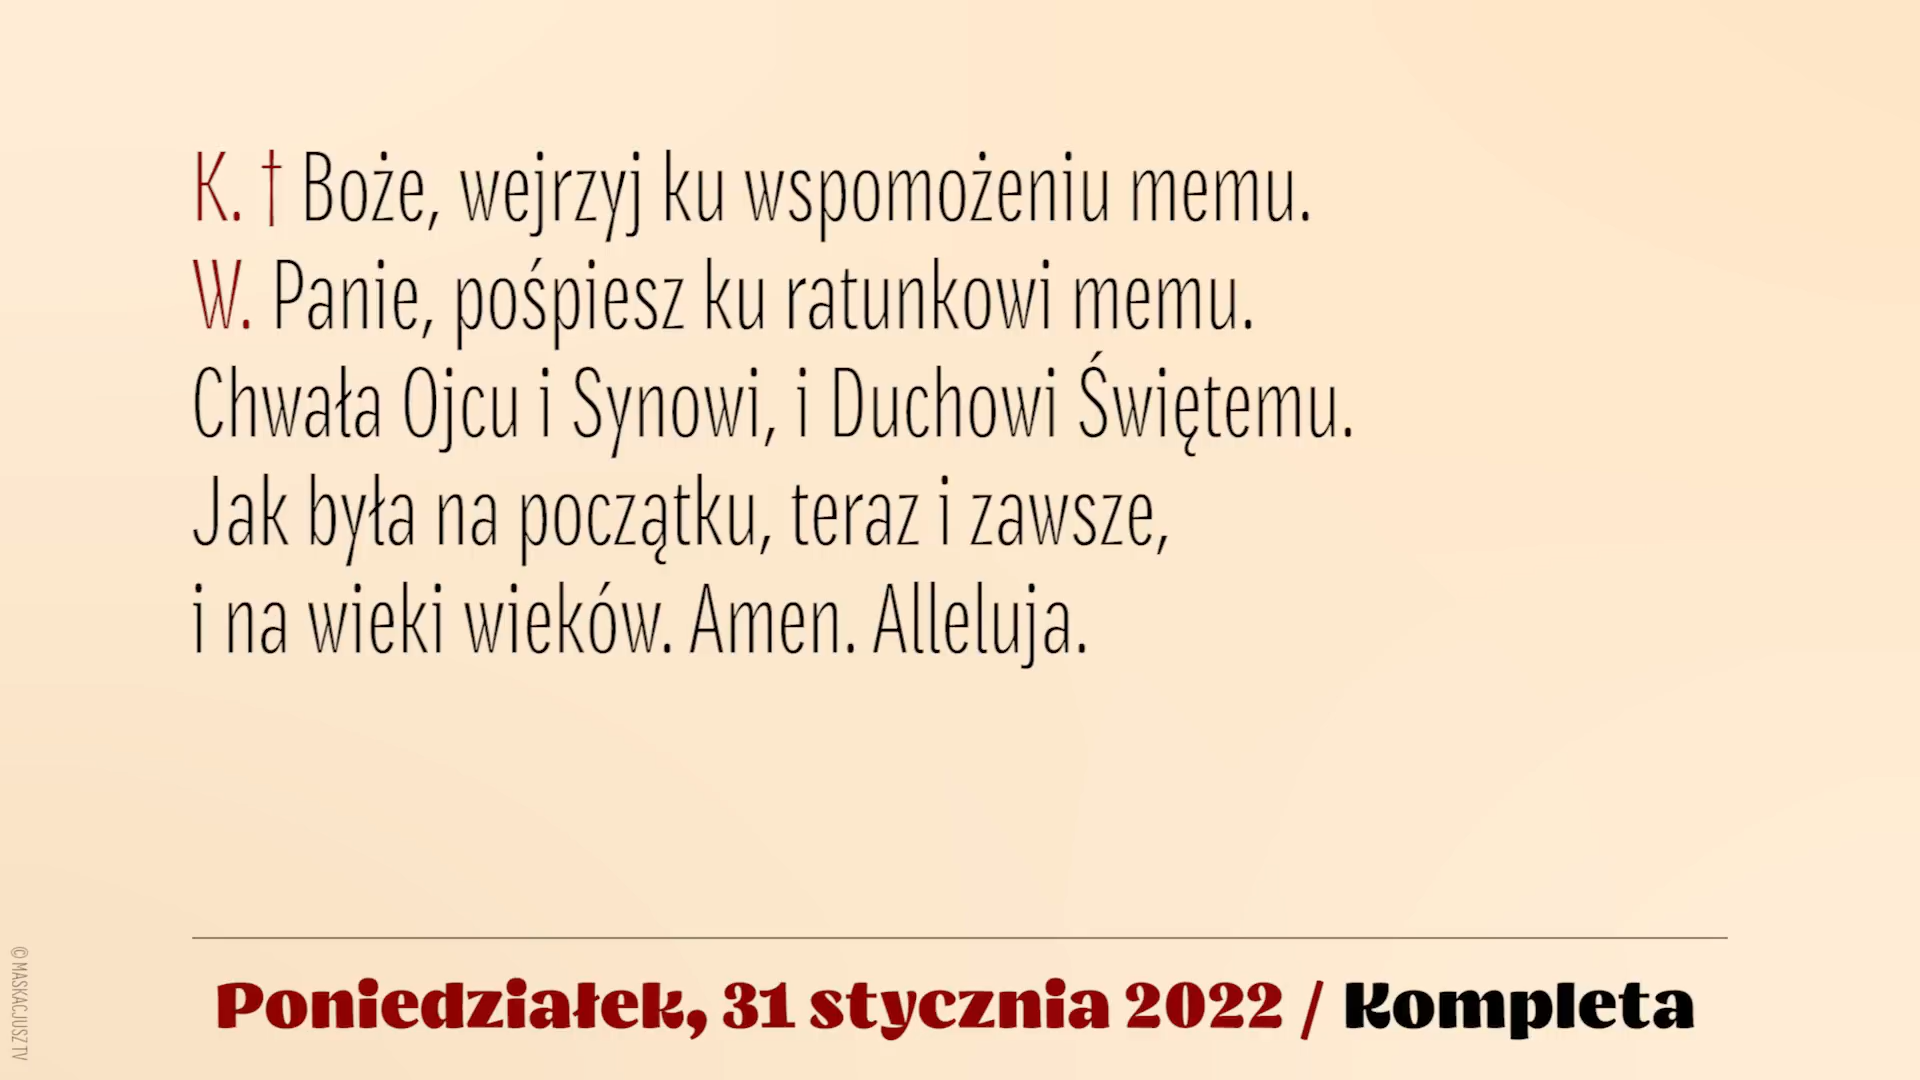 K. † Boże, wejrzyj ku wspomożeniu memu.
W. Panie, pośpiesz ku ratunkowi memu.
Chwała Ojcu i Synowi, i Duchowi Świętemu.
Jak była na początku, teraz i zawsze,
i na wieki wieków. Amen. Alleluja.
Poniedziałek, 31 stycznia 2022 / Kompleta
© MASKACJUSZ TV